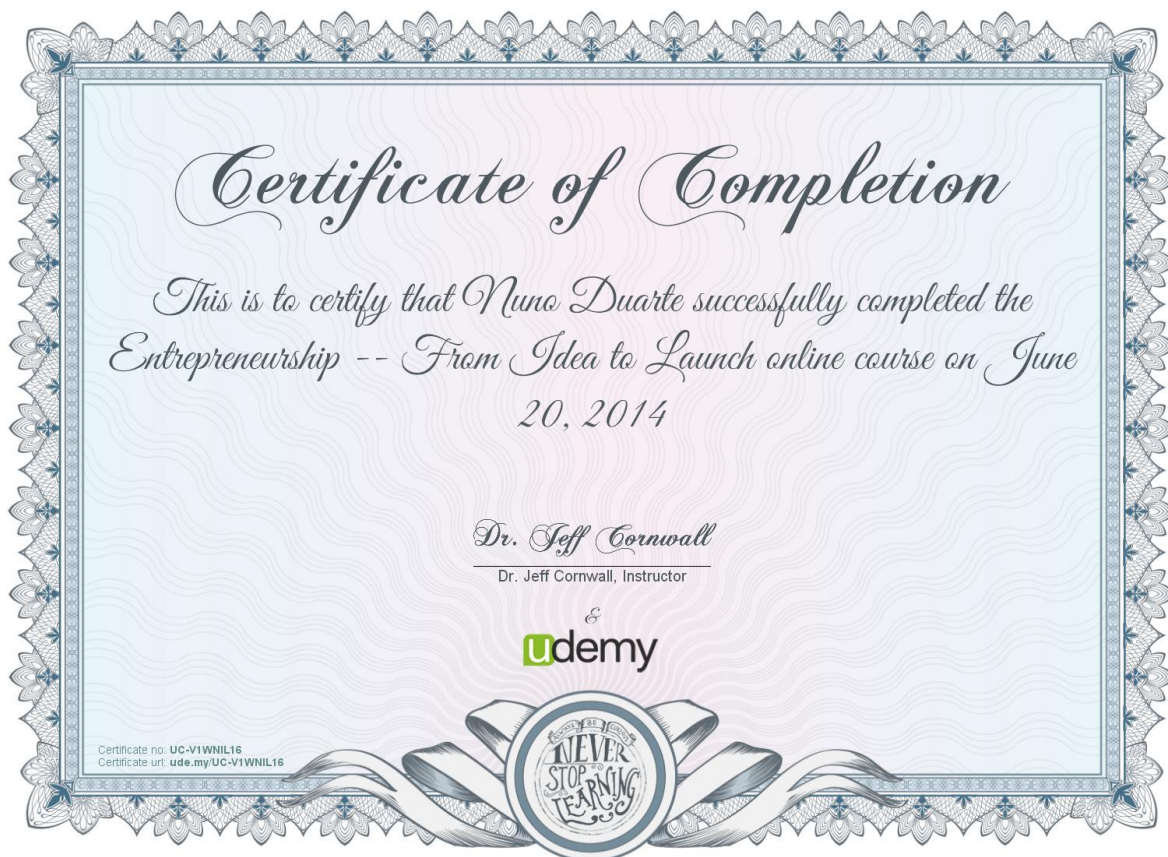 Certificate of Completion
This is to certify that Nuno Duarte successfully completed the
Entrepreneurship -- From Idea to Launch online course on June
20, 2014
Dr. Jeff Cornwall
Dr. Jeff Cornwall, Instructor
&
udemy
Certificate no: UC-V1WNIL16
Certificate url: ude.my/UC-V1WNIL16
ALWAYS BE
NEVER
STOP
LEARNING